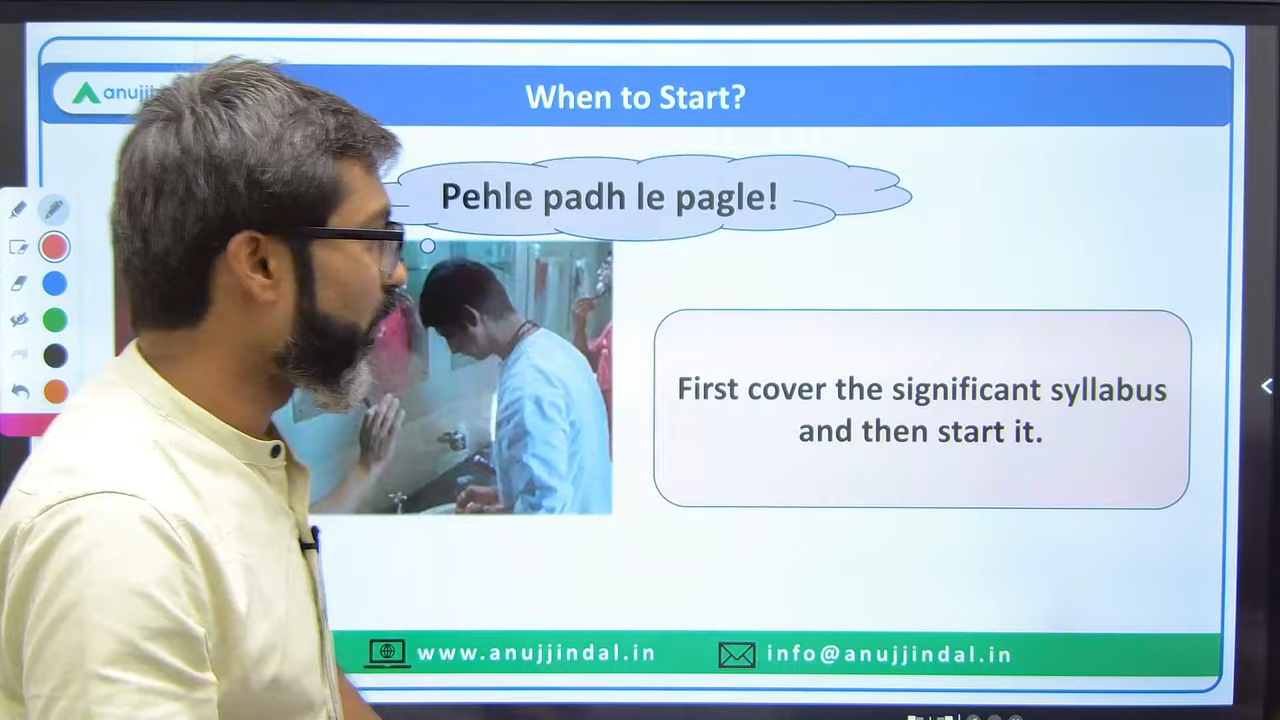 When to Start?
Pehle padh le pagle!
First cover the significant syllabus
and then start it.
www.anujjindal.in
info@anujjindal.in